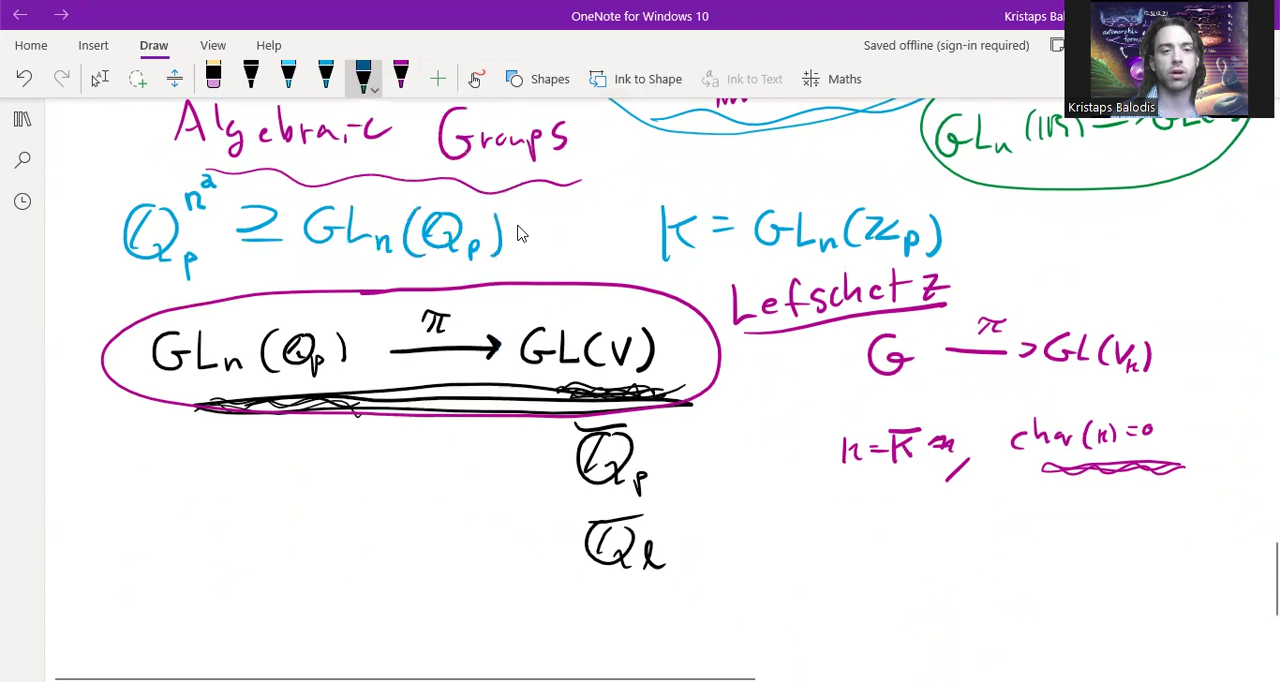 OneNote for Windows 10
Kristaps Ba
Home Insert Draw View Help
Saved offline (sign-in required)
Shapes Ink to Shape Ink to Text Maths
Kristaps Balodis
Algebraic Groups
GLn(ℝ) →
ℚp^n² ⊇ GLn(ℚp)
K = GLn(ℤp)
Lefschetz
GLn(ℚp) π→ GL(V)
G π→ GL(Vk)
ℚ̅p
k = k̅, char(k)=0
ℚ̅ℓ